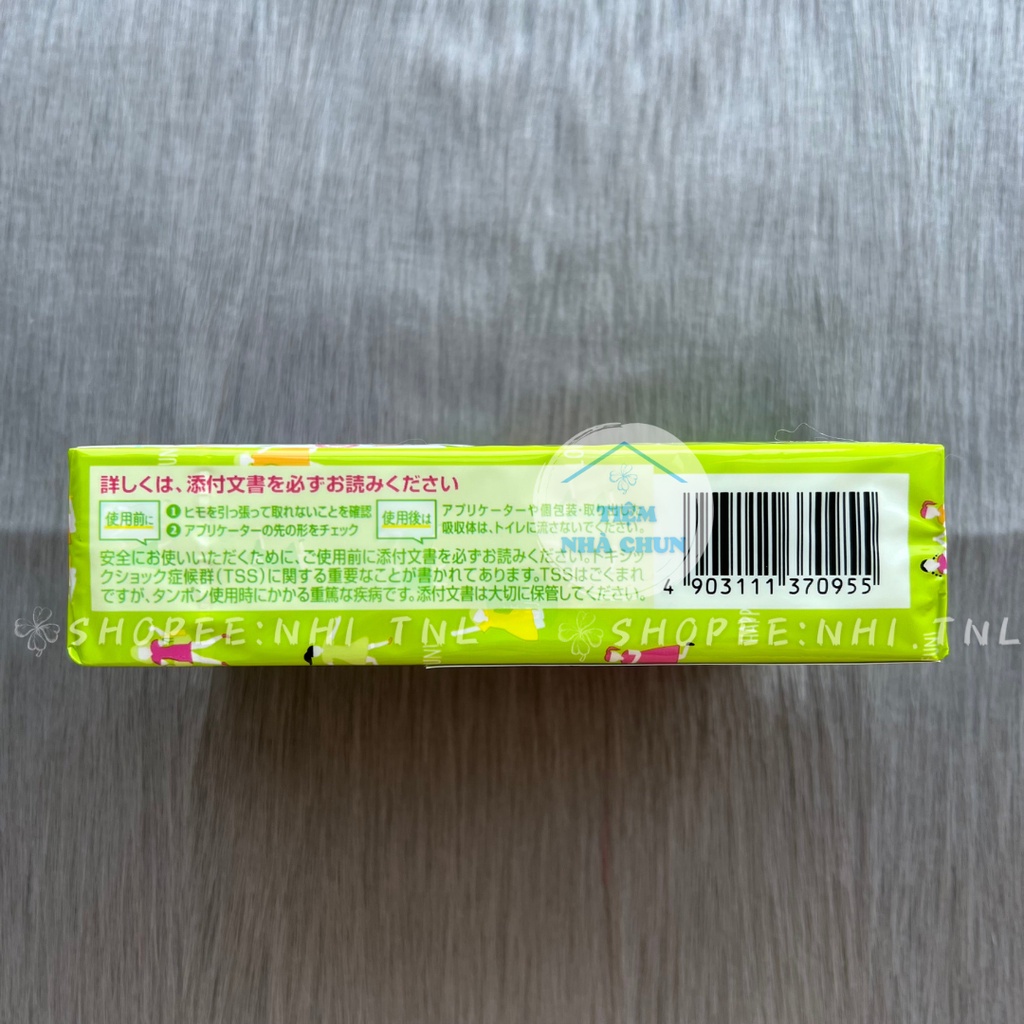 詳しくは、添付文書を必ずお読みください
使用前に
❶ ヒモを引っ張って取れないことを確認
❷ アプリケーターの先の形をチェック
使用後は
アプリケーターや個包装・取
吸収体は、トイレに流さないでください。
安全にお使いいただくために、ご使用前に添付文書を必ずお読みください。トキシッ
クショック症候群(TSS)に関する重要なことが書かれてあります。TSSはごくまれ
ですが、タンポン使用時にかかる重篤な疾病です。添付文書は大切に保管してください。
4 903111 370955
TIỆM
NHÀ CHUN
SHOPEE:NHI_TNL
SHOPEE:NHI_TNL